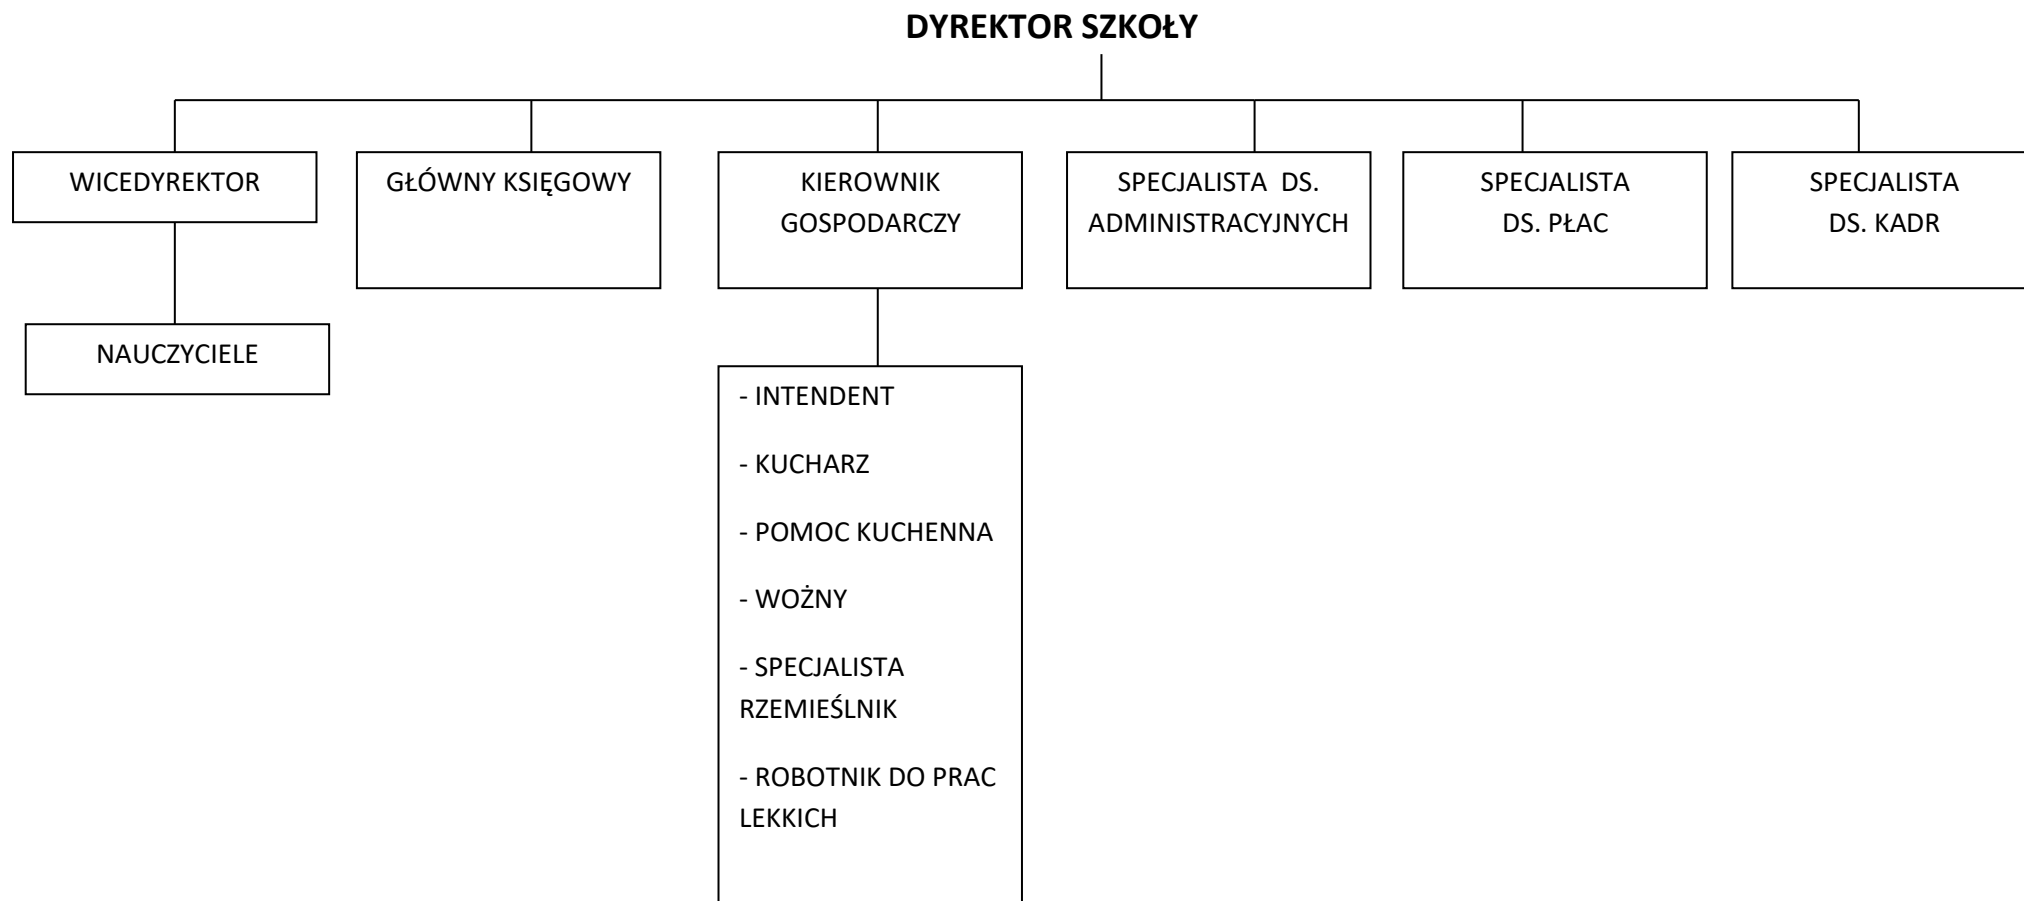 DYREKTOR SZKOŁY
WICEDYREKTOR
GŁÓWNY KSIĘGOWY
KIEROWNIK
GOSPODARCZY
SPECJALISTA DS.
ADMINISTRACYJNYCH
SPECJALISTA
DS. PŁAC
SPECJALISTA
DS. KADR
NAUCZYCIELE
- INTENDENT
- KUCHARZ
- POMOC KUCHENNA
- WOŻNY
- SPECJALISTA
RZEMIEŚLNIK
- ROBOTNIK DO PRAC
LEKKICH